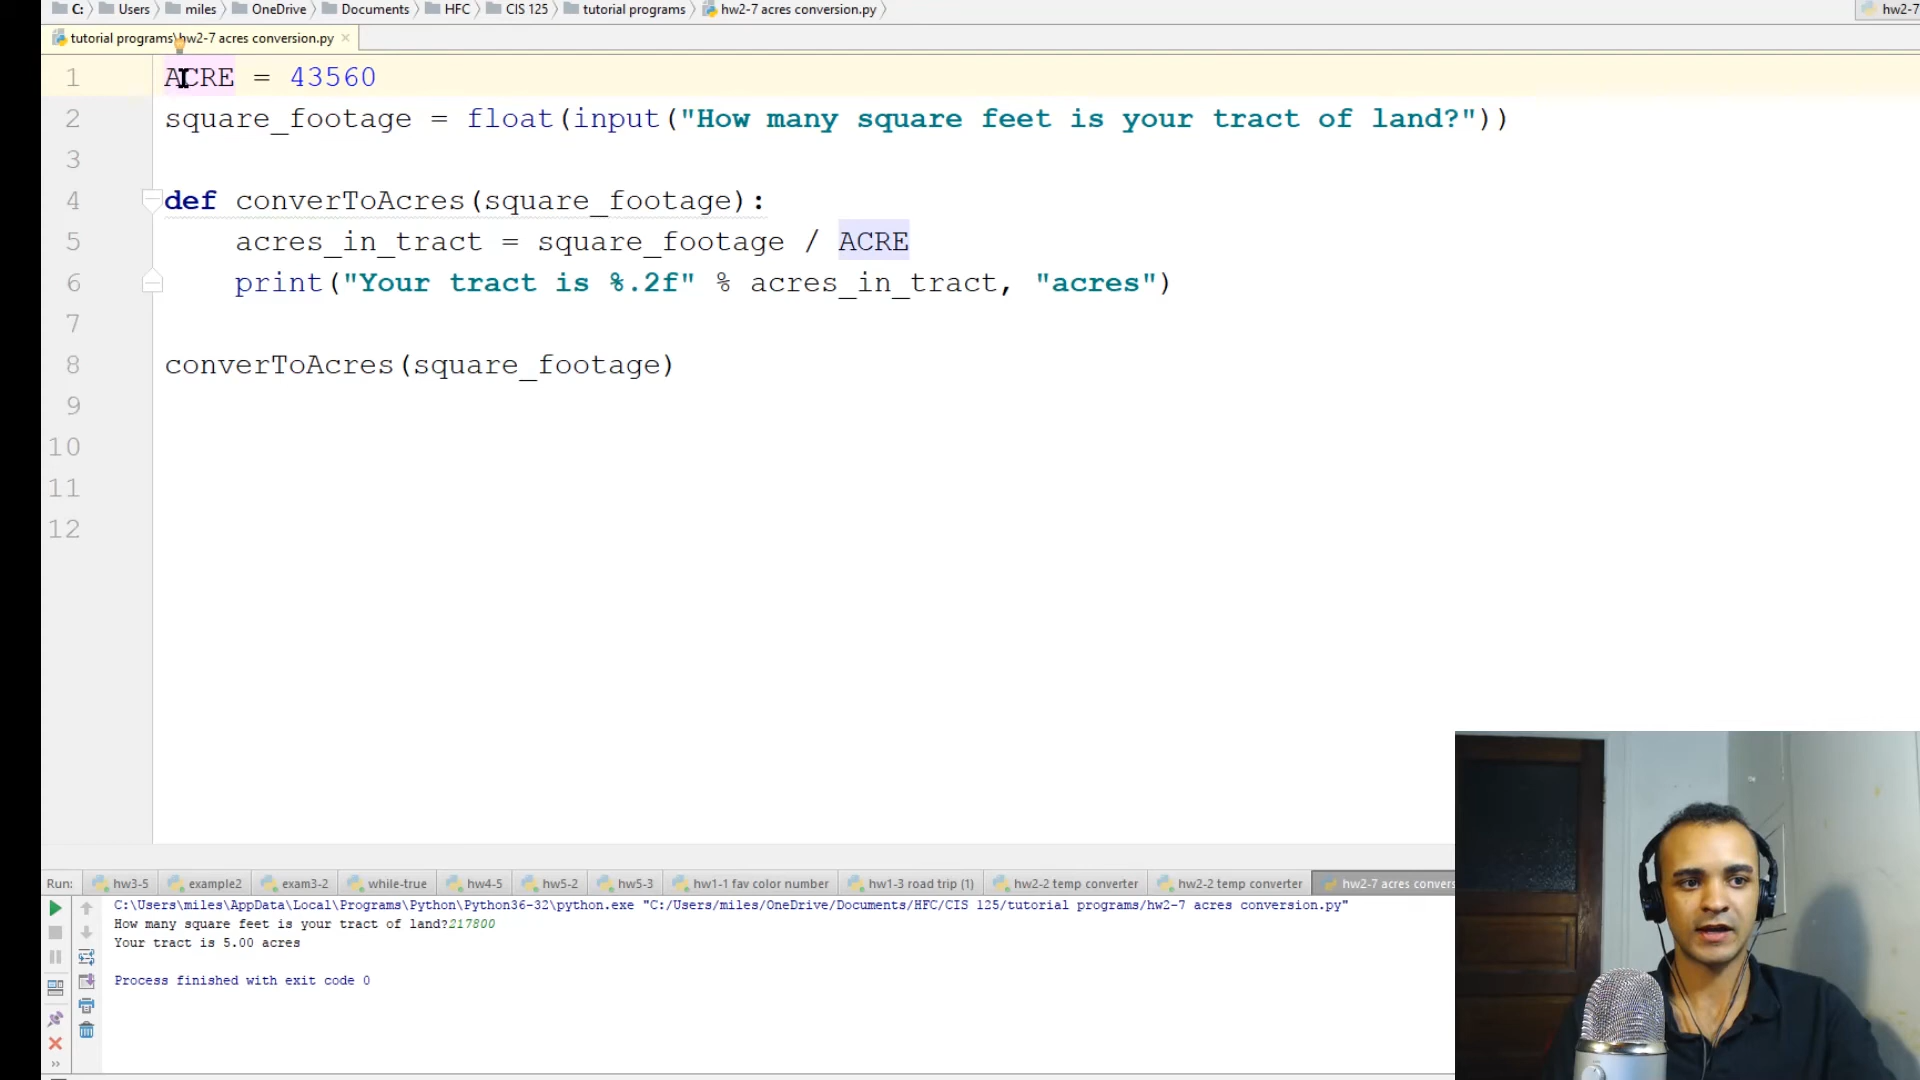 C: Users miles OneDrive Documents HFC CIS 125 tutorial programs hw2-7 acres conversion.py hw2-7
tutorial programs\hw2-7 acres conversion.py
1 ACRE = 43560
2 square_footage = float(input("How many square feet is your tract of land?"))
3
4 def converToAcres(square_footage):
5 acres_in_tract = square_footage / ACRE
6 print("Your tract is %.2f" % acres_in_tract, "acres")
7
8 converToAcres(square_footage)
9
10
11
12
Run: hw3-5 example2 exam3-2 while-true hw4-5 hw5-2 hw5-3 hw1-1 fav color number hw1-3 road trip (1) hw2-2 temp converter hw2-2 temp converter hw2-7 acres convers
C:\Users\miles\AppData\Local\Programs\Python\Python36-32\python.exe "C:/Users/miles/OneDrive/Documents/HFC/CIS 125/tutorial programs/hw2-7 acres conversion.py"
How many square feet is your tract of land?217800
Your tract is 5.00 acres
Process finished with exit code 0